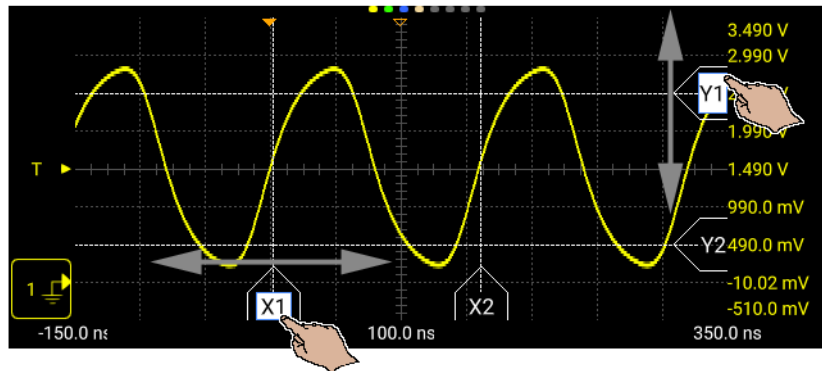 3.490 V
2.990 V
Y1
1.990 V
T
1.490 V
990.0 mV
Y2
490.0 mV
1
-10.02 mV
X1
X2
-510.0 mV
-150.0 ns
100.0 ns
350.0 ns